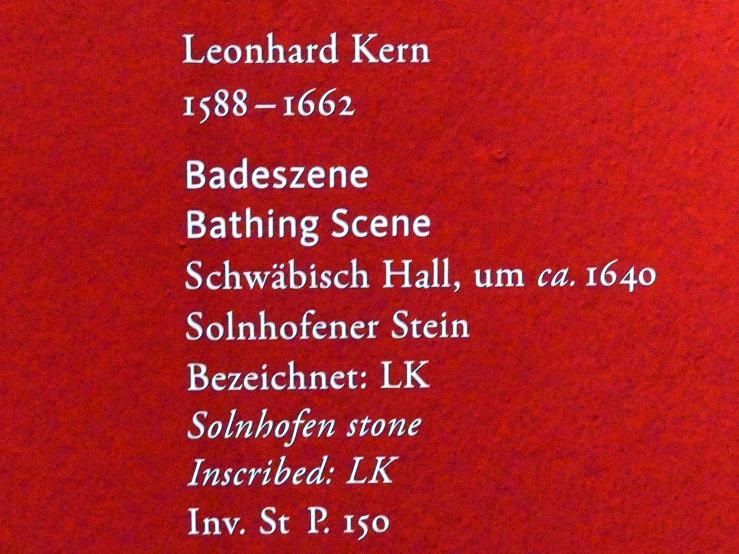 Leonhard Kern
1588 – 1662
Badeszene
Bathing Scene
Schwäbisch Hall, um ca. 1640
Solnhofener Stein
Bezeichnet: LK
Solnhofen stone
Inscribed: LK
Inv. St P. 150